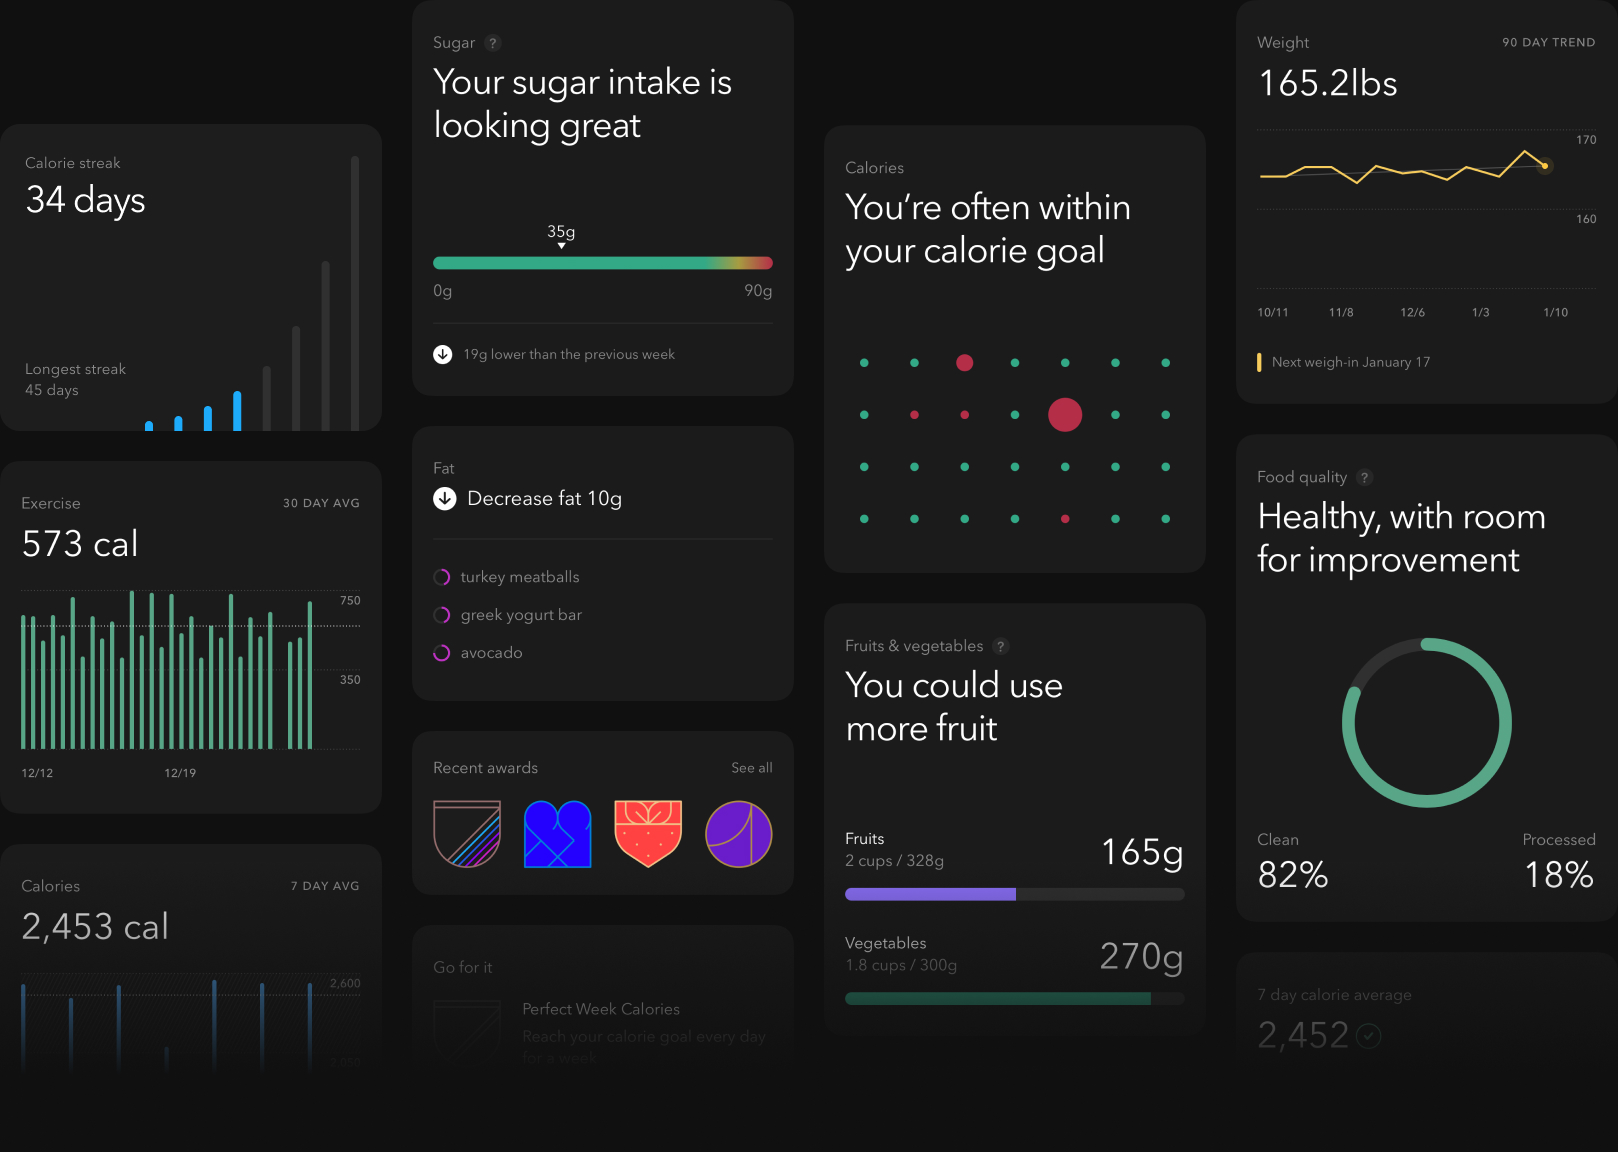 Calorie streak
34 days
Longest streak
45 days
Exercise
30 DAY AVG
573 cal
750
350
12/12
12/19
Calories
7 DAY AVG
2,453 cal
2,600
Sugar ?
Your sugar intake is
looking great
35g
0g
90g
19g lower than the previous week
Fat
Decrease fat 10g
turkey meatballs
greek yogurt bar
avocado
Recent awards
See all
Go for it
Perfect Week Calories
Reach your calorie goal every day
for a week
Calories
You’re often within
your calorie goal
Fruits & vegetables ?
You could use
more fruit
Fruits
2 cups / 328g
165g
Vegetables
1.8 cups / 300g
270g
Weight
90 DAY TREND
165.2lbs
170
160
10/11
11/8
12/6
1/3
1/10
Next weigh-in January 17
Food quality ?
Healthy, with room
for improvement
Clean
82%
Processed
18%
7 day calorie average
2,452